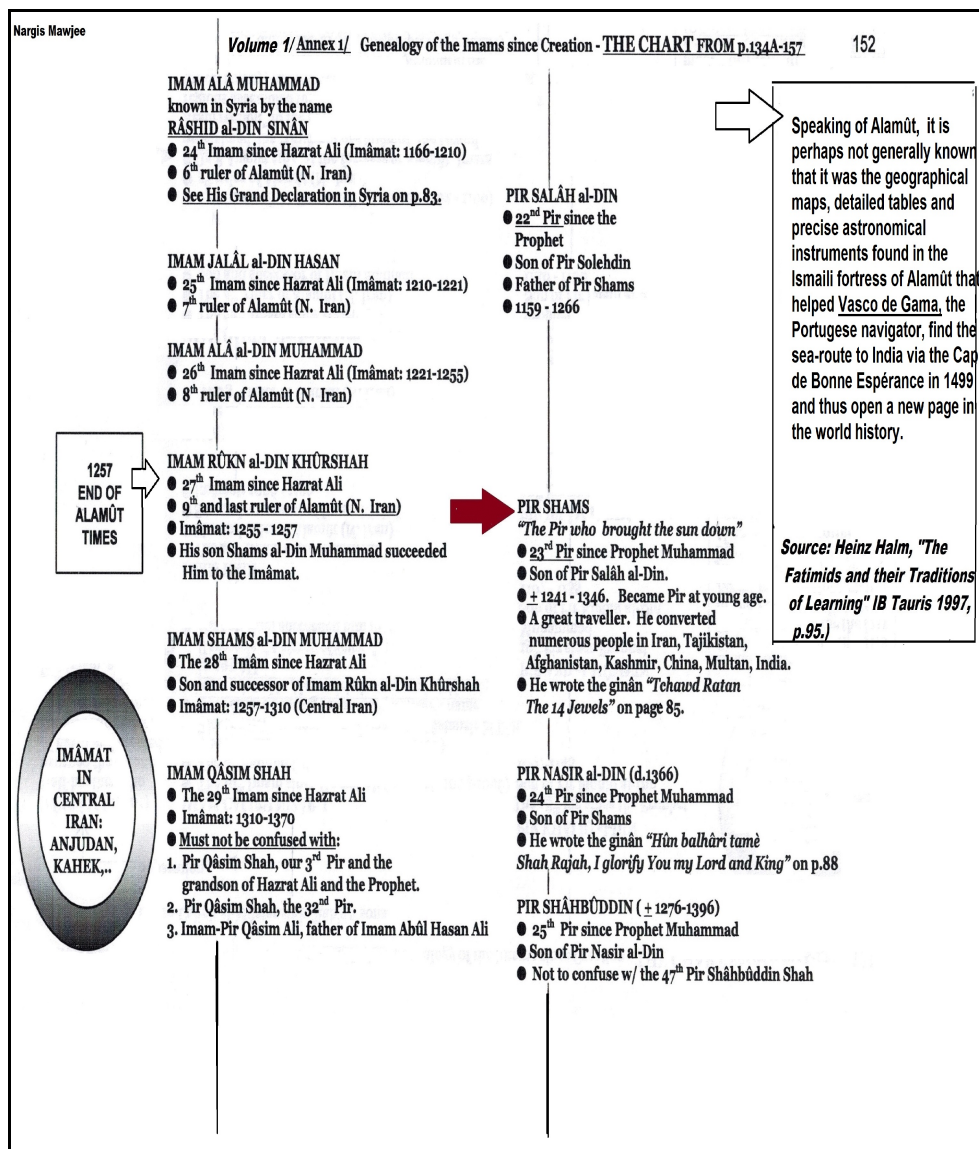 Nargis Mawjee
Volume 1/ Annex 1/ Genealogy of the Imams since Creation - THE CHART FROM p.134A-157 152
IMAM ALÂ MUHAMMAD
known in Syria by the name
RÂSHID al-DIN SINÂN
● 24th Imam since Hazrat Ali (Imâmat: 1166-1210)
● 6th ruler of Alamût (N. Iran)
● See His Grand Declaration in Syria on p.83.
IMAM JALÂL al-DIN HASAN
● 25th Imam since Hazrat Ali (Imâmat: 1210-1221)
● 7th ruler of Alamût (N. Iran)
IMAM ALÂ al-DIN MUHAMMAD
● 26th Imam since Hazrat Ali (Imâmat: 1221-1255)
● 8th ruler of Alamût (N. Iran)
1257
END OF
ALAMÛT
TIMES
IMAM RÛKN al-DIN KHÛRSHAH
● 27th Imam since Hazrat Ali
● 9th and last ruler of Alamût (N. Iran)
● Imâmat: 1255 - 1257
● His son Shams al-Din Muhammad succeeded
Him to the Imâmat.
IMAM SHAMS al-DIN MUHAMMAD
● The 28th Imâm since Hazrat Ali
● Son and successor of Imam Rûkn al-Din Khûrshah
● Imâmat: 1257-1310 (Central Iran)
IMÂMAT
IN
CENTRAL
IRAN:
ANJUDAN,
KAHEK,..
IMAM QÂSIM SHAH
● The 29th Imam since Hazrat Ali
● Imâmat: 1310-1370
● Must not be confused with:
1. Pir Qâsim Shah, our 3rd Pir and the
grandson of Hazrat Ali and the Prophet.
2. Pir Qâsim Shah, the 32nd Pir.
3. Imam-Pir Qâsim Ali, father of Imam Abûl Hasan Ali
PIR SALÂH al-DIN
● 22nd Pir since the
Prophet
● Son of Pir Solehdin
● Father of Pir Shams
● 1159 - 1266
PIR SHAMS
"The Pir who brought the sun down"
● 23rd Pir since Prophet Muhammad
● Son of Pir Salâh al-Din.
● ± 1241 - 1346. Became Pir at young age.
● A great traveller. He converted
numerous people in Iran, Tajikistan,
Afghanistan, Kashmir, China, Multan, India.
● He wrote the ginân "Tchawd Ratan
The 14 Jewels" on page 85.
PIR NASIR al-DIN (d.1366)
● 24th Pir since Prophet Muhammad
● Son of Pir Shams
● He wrote the ginân "Hûn balhâri tamè
Shah Rajah, I glorify You my Lord and King" on p.88
PIR SHÂHBÛDDIN ( ± 1276-1396)
● 25th Pir since Prophet Muhammad
● Son of Pir Nasir al-Din
● Not to confuse w/ the 47th Pir Shâhbûddin Shah
Speaking of Alamût, it is
perhaps not generally known
that it was the geographical
maps, detailed tables and
precise astronomical
instruments found in the
Ismaili fortress of Alamût that
helped Vasco de Gama, the
Portugese navigator, find the
sea-route to India via the Cap
de Bonne Espérance in 1499
and thus open a new page in
the world history.
Source: Heinz Halm, "The
Fatimids and their Traditions
of Learning" IB Tauris 1997,
p.95.)